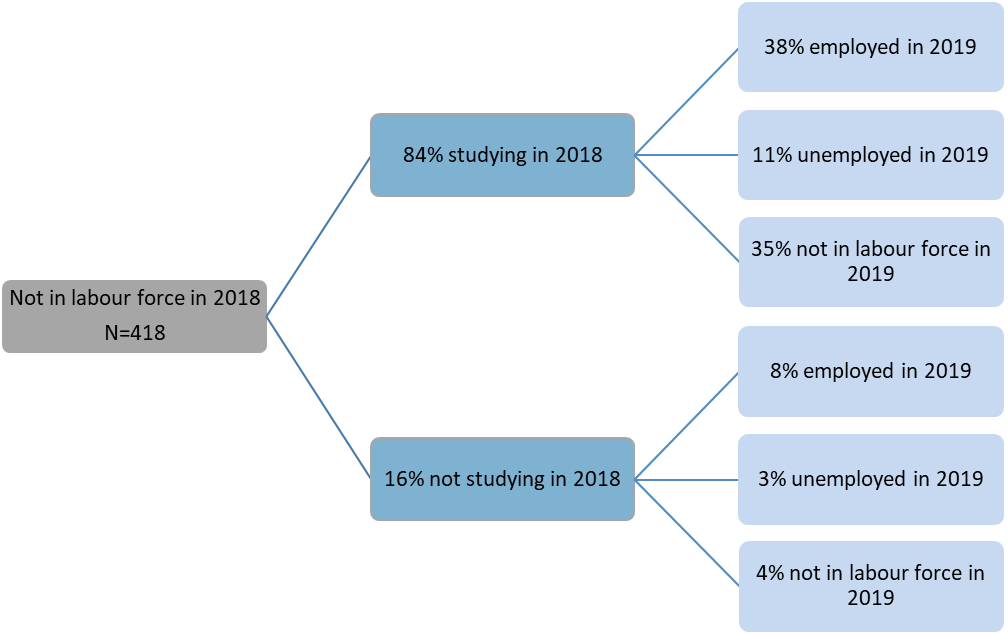 Not in labour force in 2018
N=418
84% studying in 2018
38% employed in 2019
11% unemployed in 2019
35% not in labour force in
2019
16% not studying in 2018
8% employed in 2019
3% unemployed in 2019
4% not in labour force in
2019